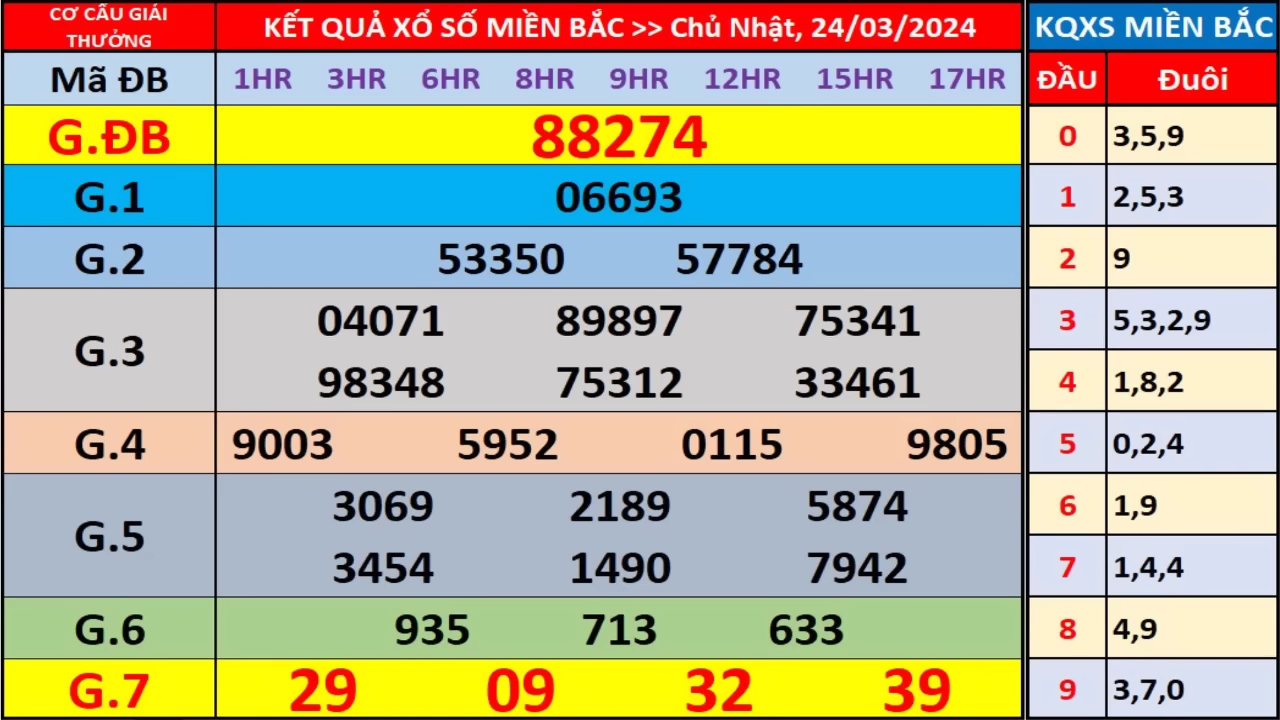 CƠ CẤU GIẢI
THƯỞNG
KẾT QUẢ XỔ SỐ MIỀN BẮC >> Chủ Nhật, 24/03/2024
Mã ĐB 1HR 3HR 6HR 8HR 9HR 12HR 15HR 17HR
G.ĐB 88274
G.1 06693
G.2 53350 57784
G.3
04071 89897 75341
98348 75312 33461
G.4 9003 5952 0115 9805
G.5
3069 2189 5874
3454 1490 7942
G.6 935 713 633
G.7 29 09 32 39
KQXS MIỀN BẮC
ĐẦU Đuôi
0 3,5,9
1 2,5,3
2 9
3 5,3,2,9
4 1,8,2
5 0,2,4
6 1,9
7 1,4,4
8 4,9
9 3,7,0